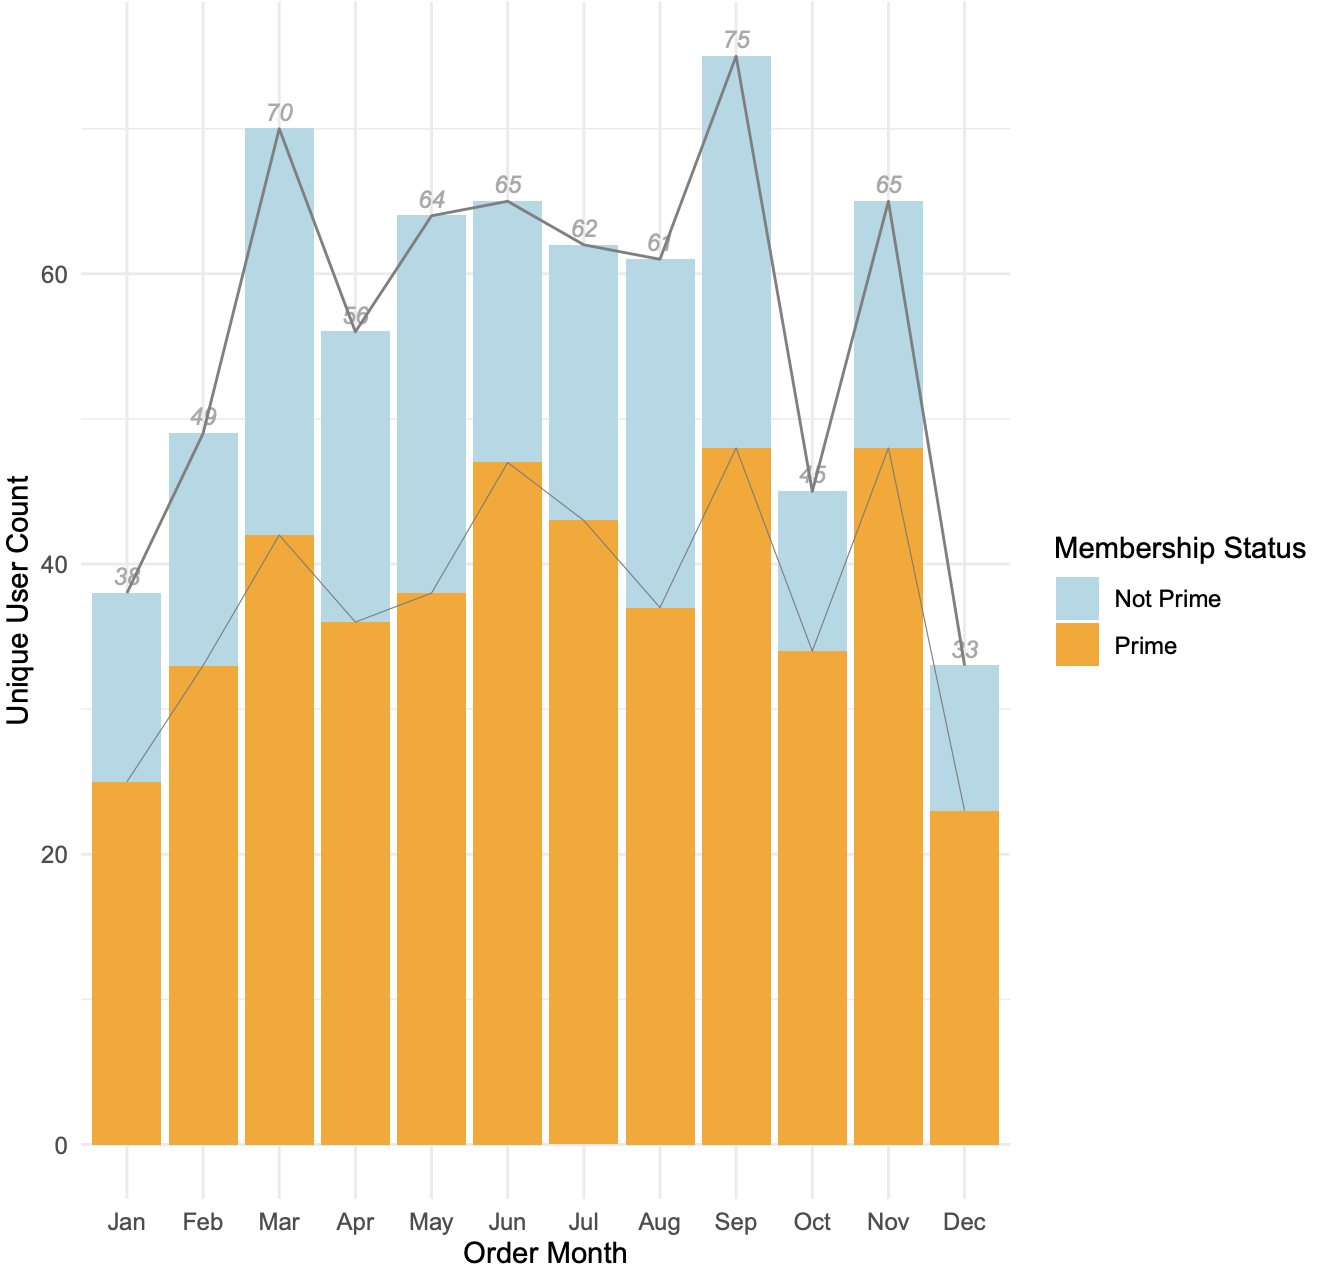 75
70
65
65
64
62
61
60
56
49
45
Membership Status
40
38
Not Prime
Prime
33
Unique User Count
20
0
Jan Feb Mar Apr May Jun Jul Aug Sep Oct Nov Dec
Order Month